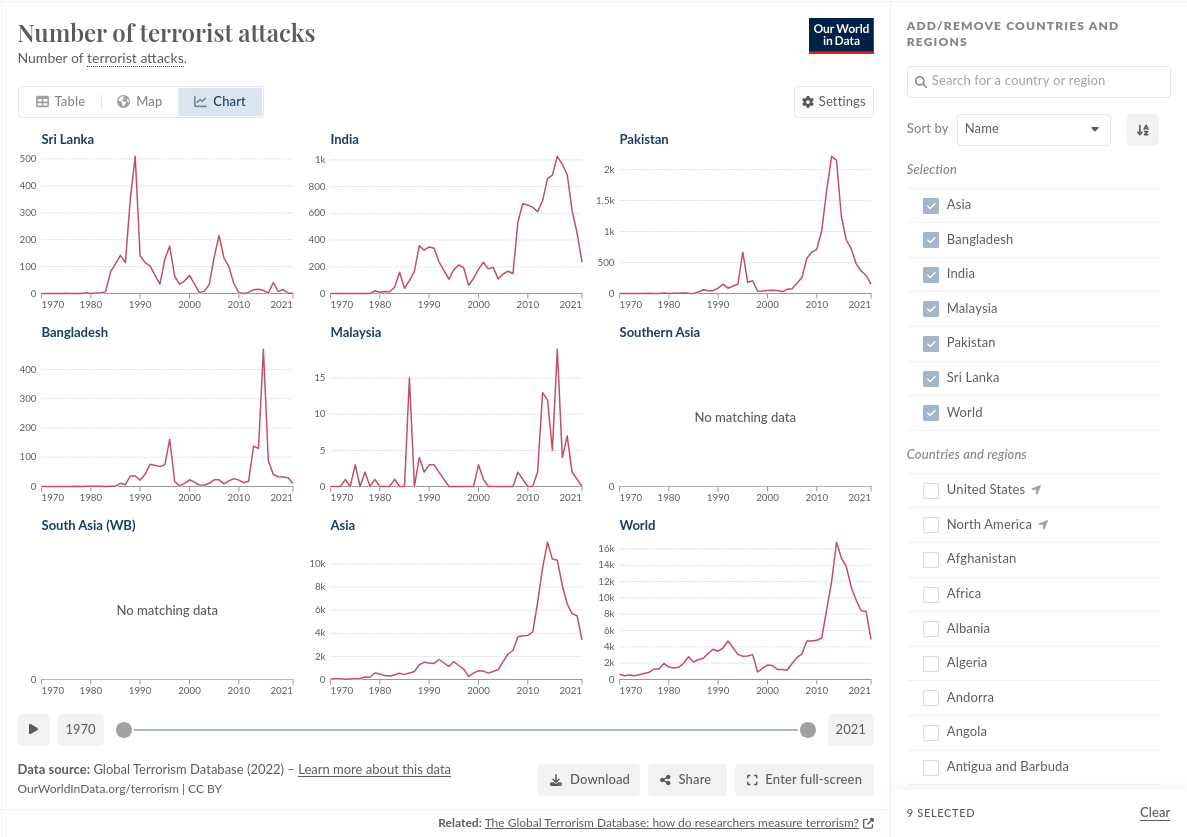 Number of terrorist attacks
Number of terrorist attacks.
Our World
in Data
Table
Map
Chart
Settings
Sri Lanka
500
400
300
200
100
0
1970 1980 1990 2000 2010 2021
India
1k
800
600
400
200
0
1970 1980 1990 2000 2010 2021
Pakistan
2k
1.5k
1k
500
0
1970 1980 1990 2000 2010 2021
Bangladesh
400
300
200
100
0
1970 1980 1990 2000 2010 2021
Malaysia
15
10
5
0
1970 1980 1990 2000 2010 2021
Southern Asia
No matching data
0
1970 1980 1990 2000 2010 2021
South Asia (WB)
No matching data
0
1970 1980 1990 2000 2010 2021
Asia
10k
8k
6k
4k
2k
0
1970 1980 1990 2000 2010 2021
World
16k
14k
12k
10k
8k
6k
4k
2k
0
1970 1980 1990 2000 2010 2021
1970
2021
Data source: Global Terrorism Database (2022) – Learn more about this data
OurWorldInData.org/terrorism | CC BY
Download
Share
Enter full-screen
Related: The Global Terrorism Database: how do researchers measure terrorism?
ADD/REMOVE COUNTRIES AND
REGIONS
Search for a country or region
Sort by
Name
Selection
Asia
Bangladesh
India
Malaysia
Pakistan
Sri Lanka
World
Countries and regions
United States
North America
Afghanistan
Africa
Albania
Algeria
Andorra
Angola
Antigua and Barbuda
9 SELECTED
Clear